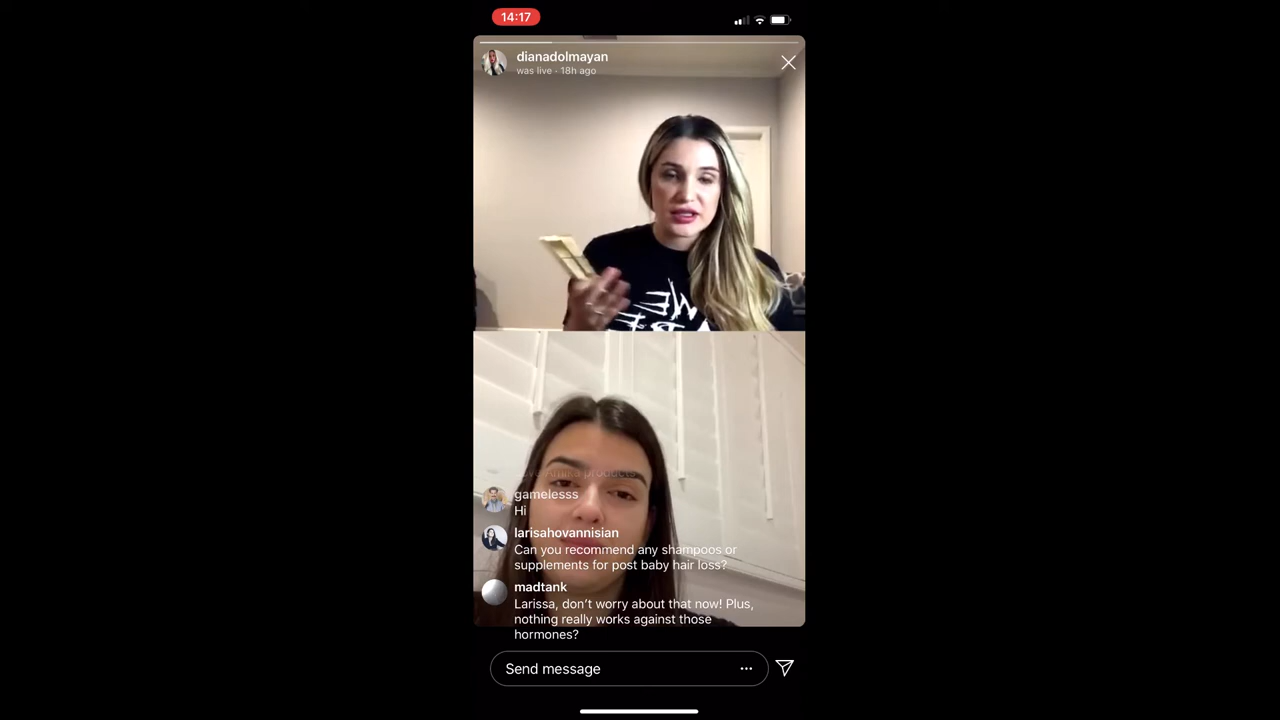 14:17
dianadolmayan
was live · 18h ago
products
gamelesss
Hi
larisahovannisian
Can you recommend any shampoos or
supplements for post baby hair loss?
madtank
Larissa, don't worry about that now! Plus,
nothing really works against those
hormones?
Send message